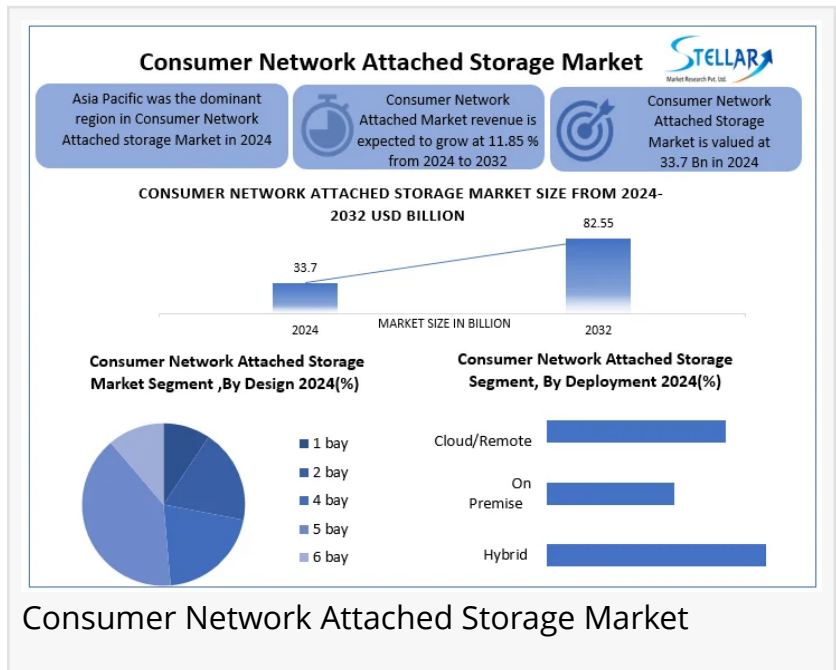 Consumer Network Attached Storage Market
STELLAR
Market Research Pvt. Ltd.
Asia Pacific was the dominant
region in Consumer Network
Attached storage Market in 2024
Consumer Network
Attached Market revenue is
expected to grow at 11.85 %
from 2024 to 2032
Consumer Network
Attached Storage
Market is valued at
33.7 Bn in 2024
CONSUMER NETWORK ATTACHED STORAGE MARKET SIZE FROM 2024-
2032 USD BILLION
33.7
82.55
2024
MARKET SIZE IN BILLION
2032
Consumer Network Attached Storage
Market Segment ,By Design 2024(%)
1 bay
2 bay
4 bay
5 bay
6 bay
Consumer Network Attached Storage
Segment, By Deployment 2024(%)
Cloud/Remote
On
Premise
Hybrid
Consumer Network Attached Storage Market